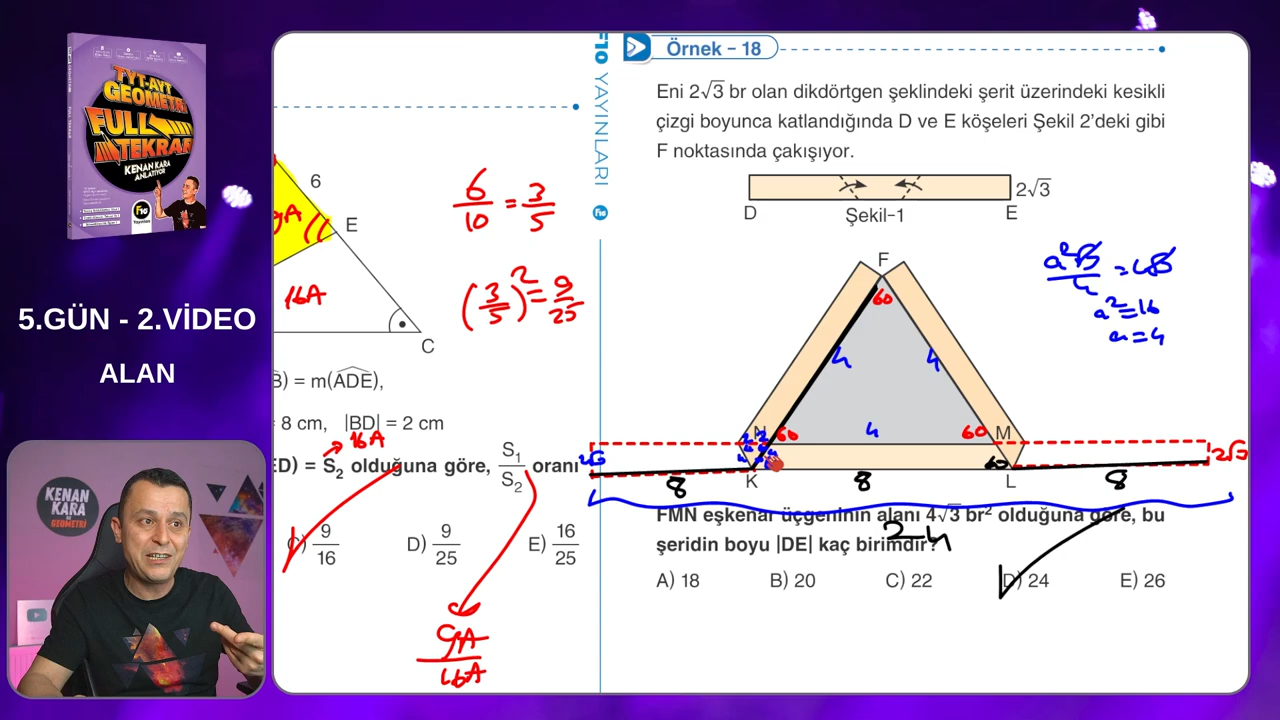 TYT-AYT
GEOMETRİ
FULL
TEKRAR
KENAN KARA
ANLATIYOR
F10
Yayınları
5.GÜN - 2.VİDEO
ALAN
KENAN
KARA
GEOMETRİ
6
E
16A
C
6/10 = 3/5
(3/5)² = 9/25
B) = m(ADE),
= 8 cm, |BD| = 2 cm
16A
ED) = S₂ olduğuna göre, S₁/S₂ oranı
C) 9/16
D) 9/25
E) 16/25
9A/16A
F10 YAYINLARI
Örnek – 18
Eni 2√3 br olan dikdörtgen şeklindeki şerit üzerindeki kesikli
çizgi boyunca katlandığında D ve E köşeleri Şekil 2'deki gibi
F noktasında çakışıyor.
2√3
D Şekil-1 E
a²√3/4 = 4√3
a² = 16
a = 4
F
60
4 4
N 60 4 60 M
2√3
60
K L
8 8 8
FMN eşkenar üçgeninin alanı 4√3 br² olduğuna göre, bu
24
şeridin boyu |DE| kaç birimdir?
A) 18 B) 20 C) 22 D) 24 E) 26